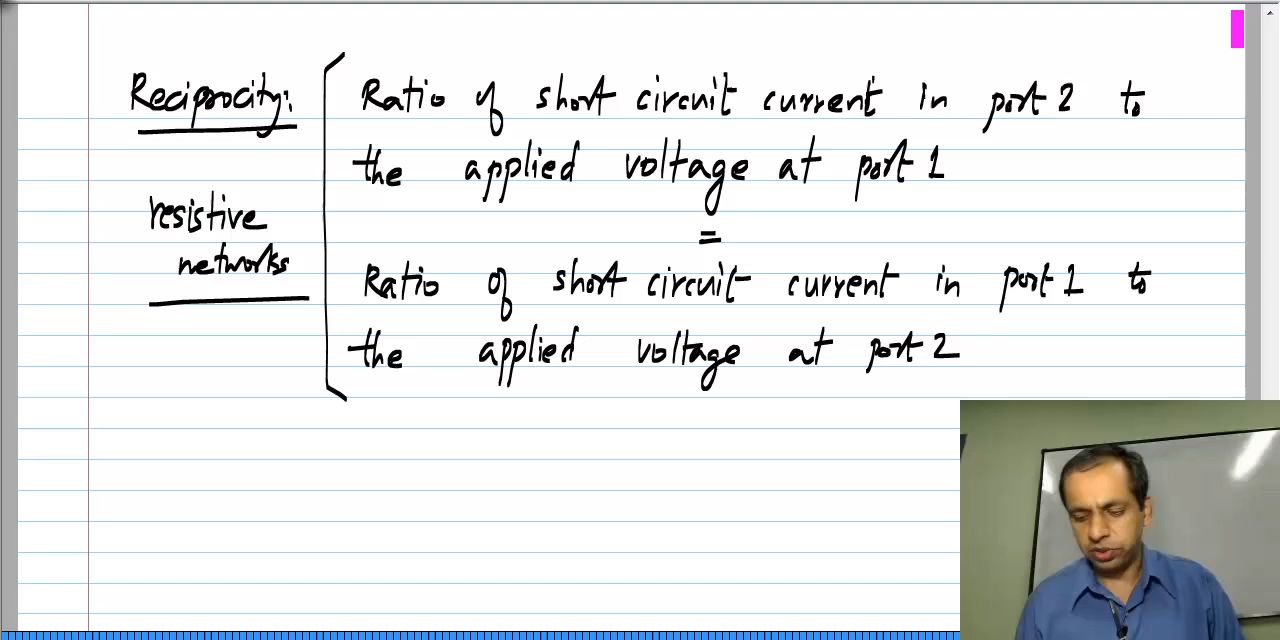 Reciprocity:
resistive
networks
Ratio of short circuit current in port 2 to
the applied voltage at port 1
=
Ratio of short circuit current in port 1 to
the applied voltage at port 2